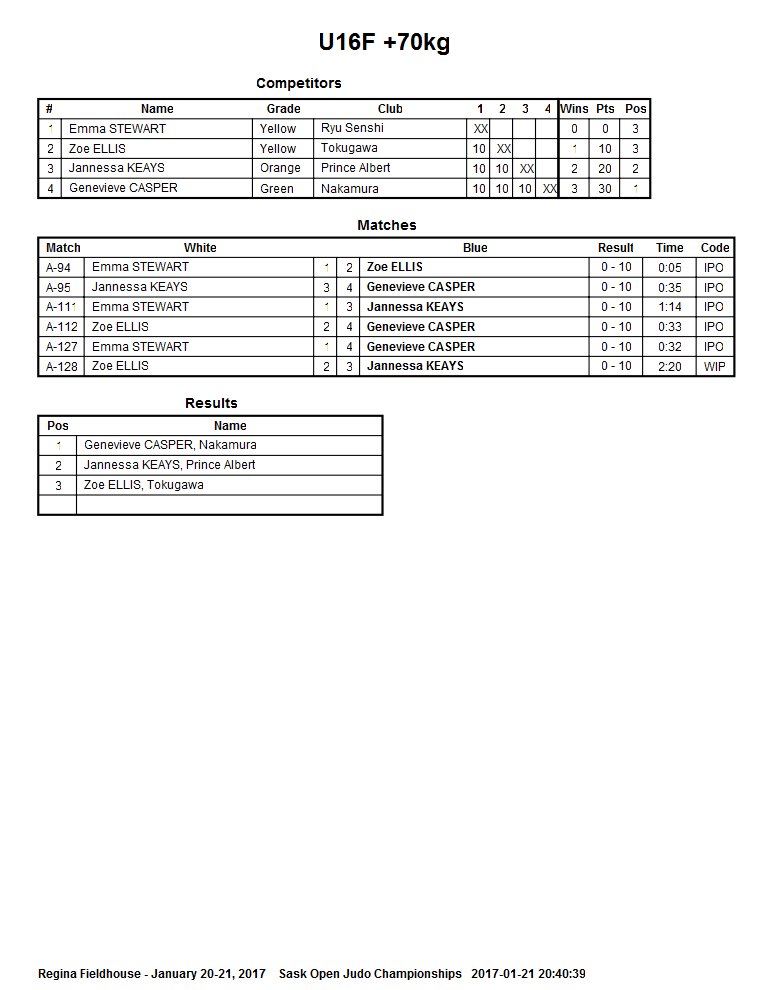 U16F +70kg
Competitors
# Name Grade Club 1 2 3 4 Wins Pts Pos
1 Emma STEWART Yellow Ryu Senshi XX 0 0 3
2 Zoe ELLIS Yellow Tokugawa 10 XX 1 10 3
3 Jannessa KEAYS Orange Prince Albert 10 10 XX 2 20 2
4 Genevieve CASPER Green Nakamura 10 10 10 XX 3 30 1
Matches
Match White Blue Result Time Code
A-94 Emma STEWART 1 2 Zoe ELLIS 0 - 10 0:05 IPO
A-95 Jannessa KEAYS 3 4 Genevieve CASPER 0 - 10 0:35 IPO
A-111 Emma STEWART 1 3 Jannessa KEAYS 0 - 10 1:14 IPO
A-112 Zoe ELLIS 2 4 Genevieve CASPER 0 - 10 0:33 IPO
A-127 Emma STEWART 1 4 Genevieve CASPER 0 - 10 0:32 IPO
A-128 Zoe ELLIS 2 3 Jannessa KEAYS 0 - 10 2:20 WIP
Results
Pos Name
1 Genevieve CASPER, Nakamura
2 Jannessa KEAYS, Prince Albert
3 Zoe ELLIS, Tokugawa
Regina Fieldhouse - January 20-21, 2017 Sask Open Judo Championships 2017-01-21 20:40:39